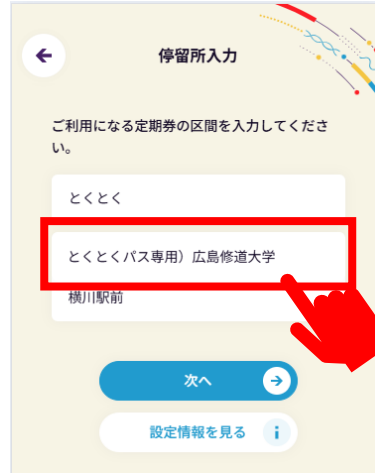 停留所入力
ご利用になる定期券の区間を入力してくださ
い。
とくとく
とくとくパス専用）広島修道大学
横川駅前
次へ
設定情報を見る i